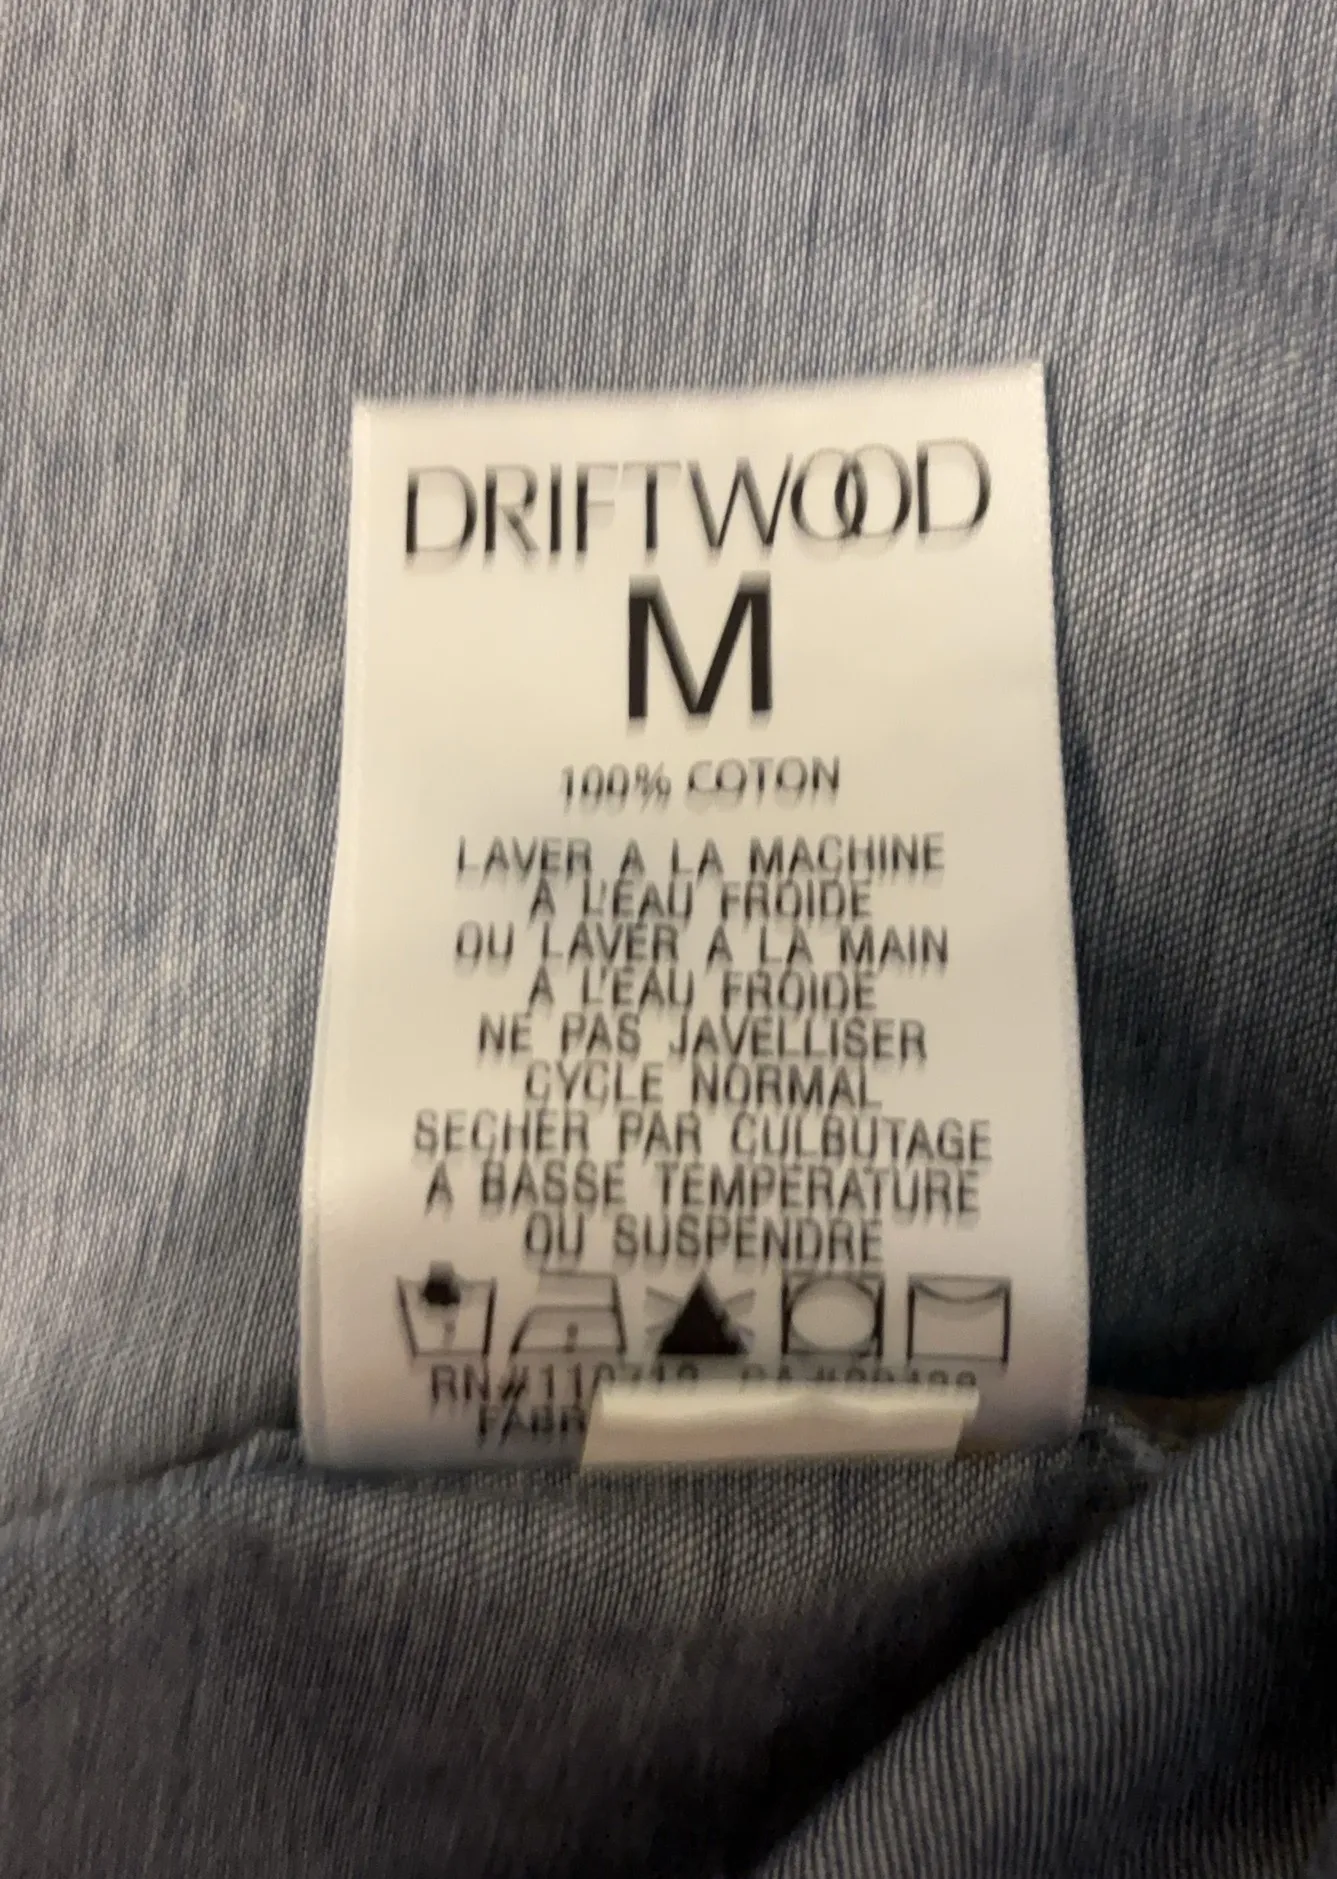 DRIFTWOOD
M
100% COTON
LAVER A LA MACHINE
A L'EAU FROIDE
OU LAVER A LA MAIN
A L'EAU FROIDE
NE PAS JAVELLISER
CYCLE NORMAL
SECHER PAR CULBUTAGE
A BASSE TEMPERATURE
OU SUSPENDRE